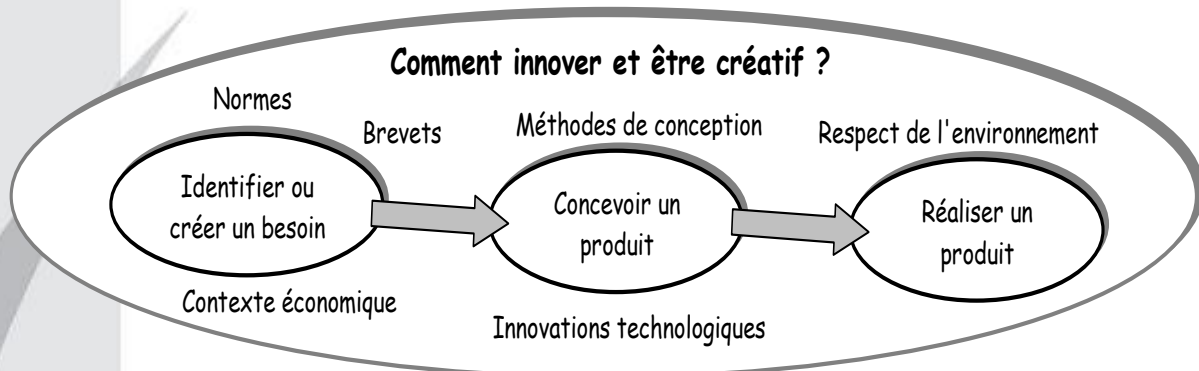 Comment innover et être créatif ?
Normes
Brevets
Méthodes de conception
Respect de l'environnement
Identifier ou
créer un besoin
Concevoir un
produit
Réaliser un
produit
Contexte économique
Innovations technologiques